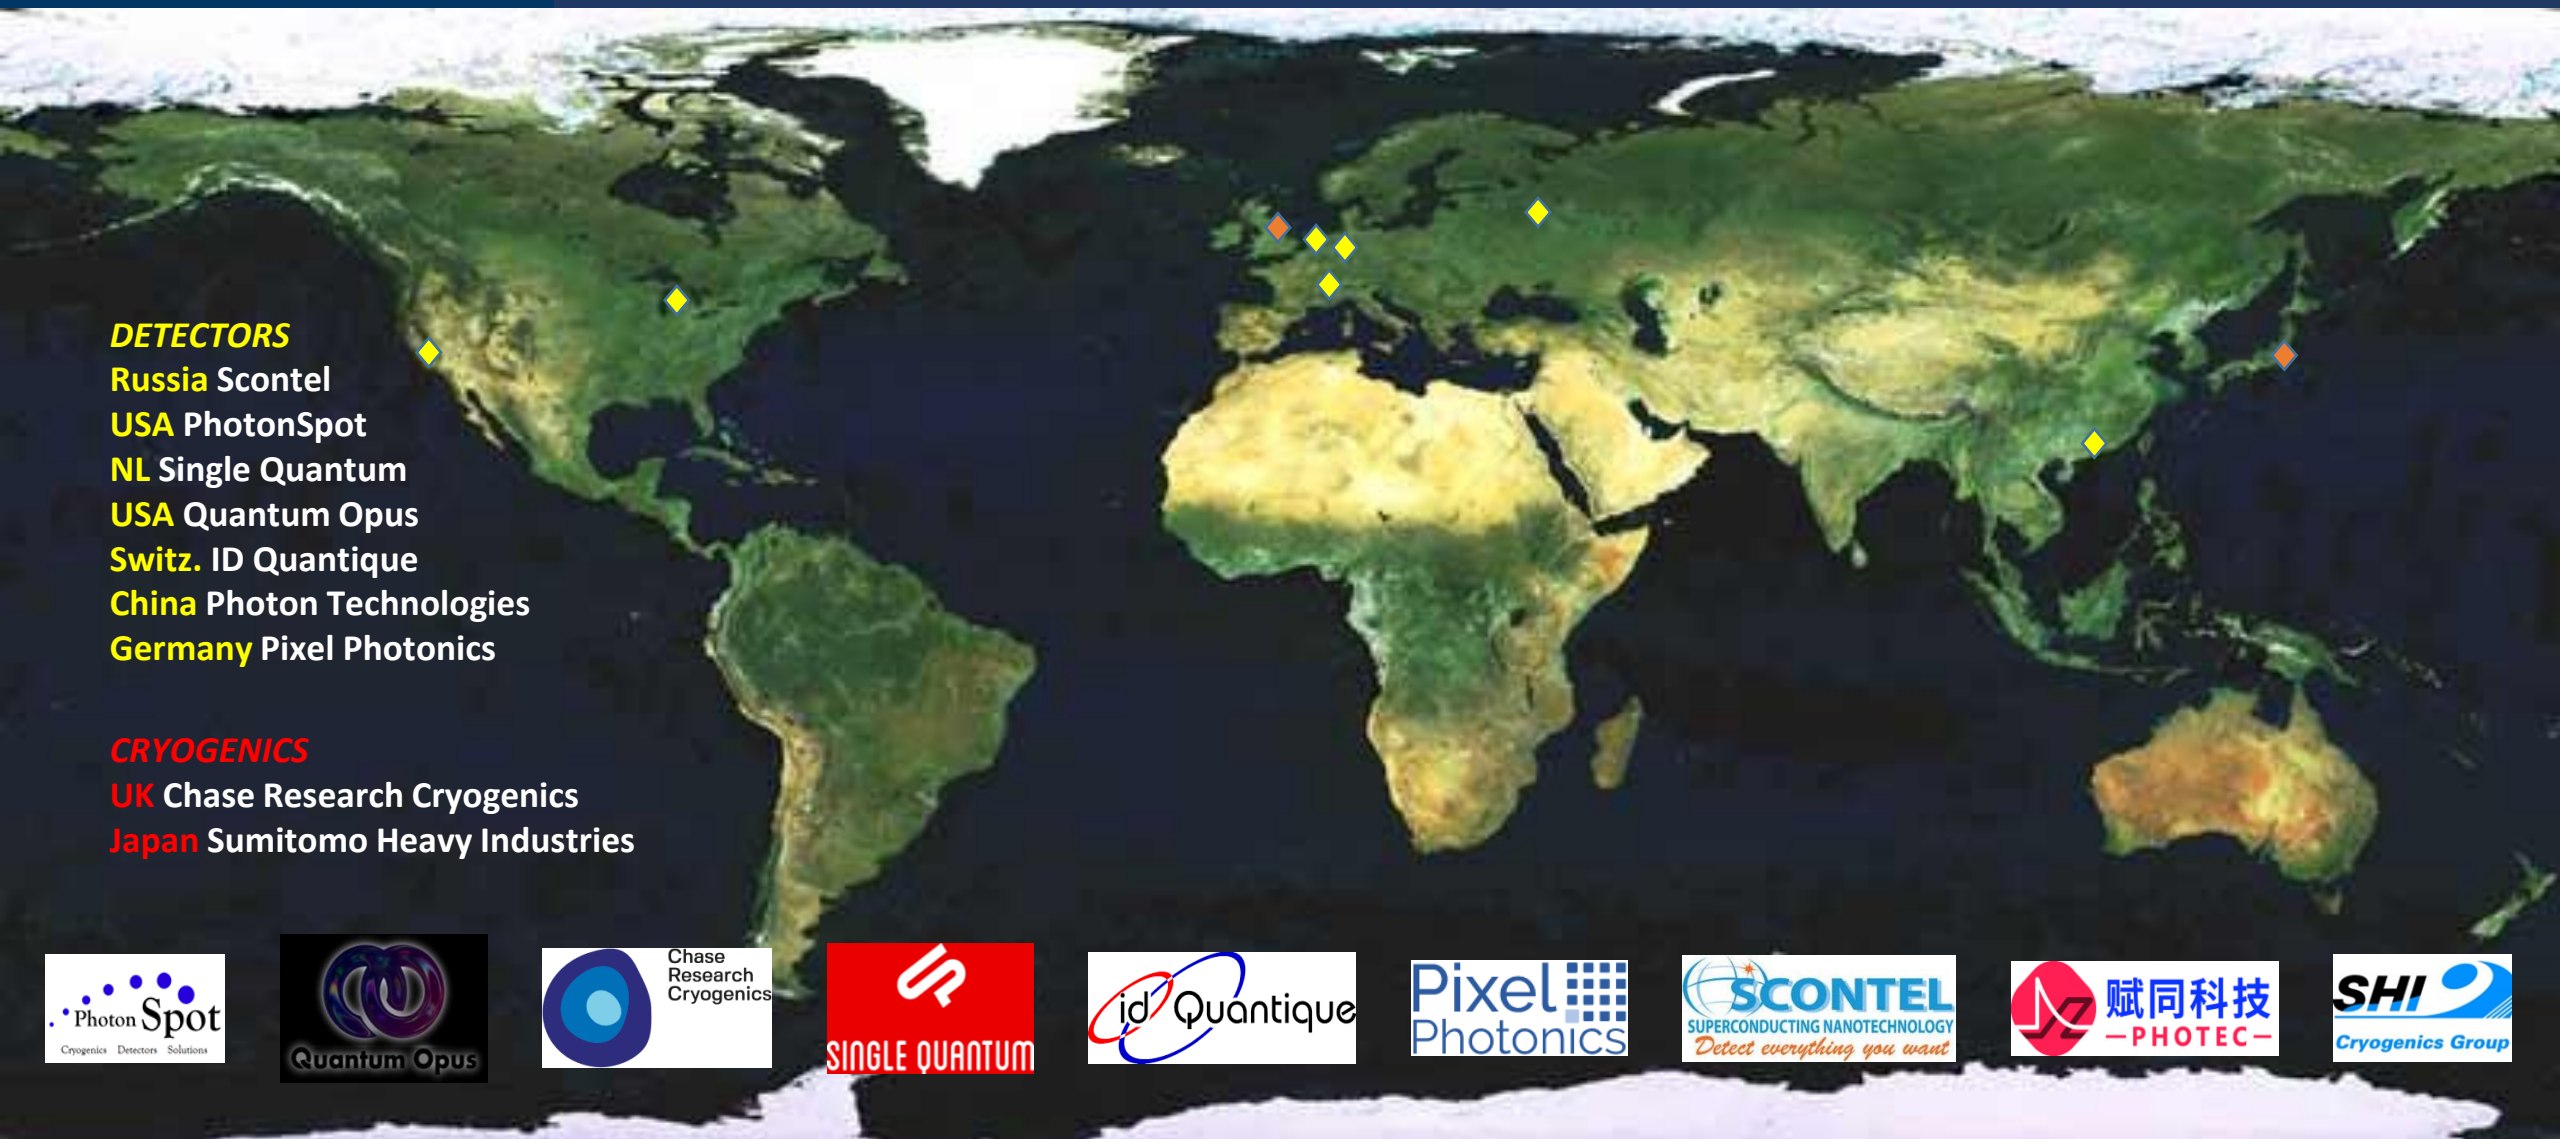 DETECTORS
Russia Scontel
USA PhotonSpot
NL Single Quantum
USA Quantum Opus
Switz. ID Quantique
China Photon Technologies
Germany Pixel Photonics
CRYOGENICS
UK Chase Research Cryogenics
Japan Sumitomo Heavy Industries
Photon Spot
Cryogenics Detectors Solutions
Quantum Opus
Chase
Research
Cryogenics
SINGLE QUANTUM
id Quantique
Pixel
Photonics
SCONTEL
SUPERCONDUCTING NANOTECHNOLOGY
Detect everything you want
赋同科技
—PHOTEC—
SHI
Cryogenics Group